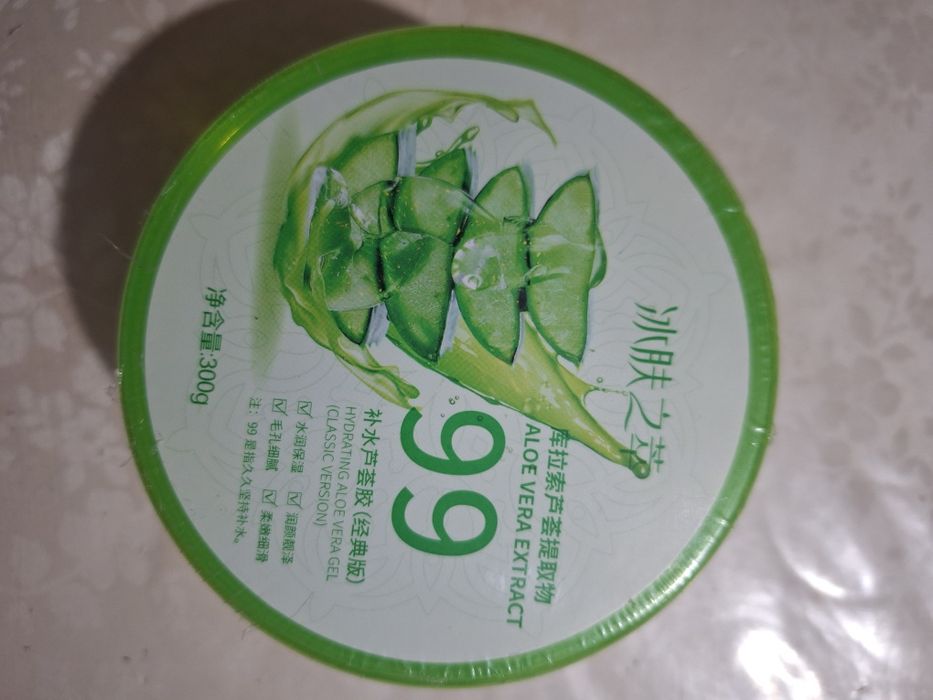 冰肤之萃
库拉索芦荟提取物
ALOE VERA EXTRACT
99
补水芦荟胶(经典版)
HYDRATING ALOE VERA GEL
(CLASSIC VERSION)
☑ 水润保湿 ☑ 润颜靓泽
☑ 毛孔细腻 ☑ 柔嫩细滑
注:99是指久久坚持补水。
净含量:300g